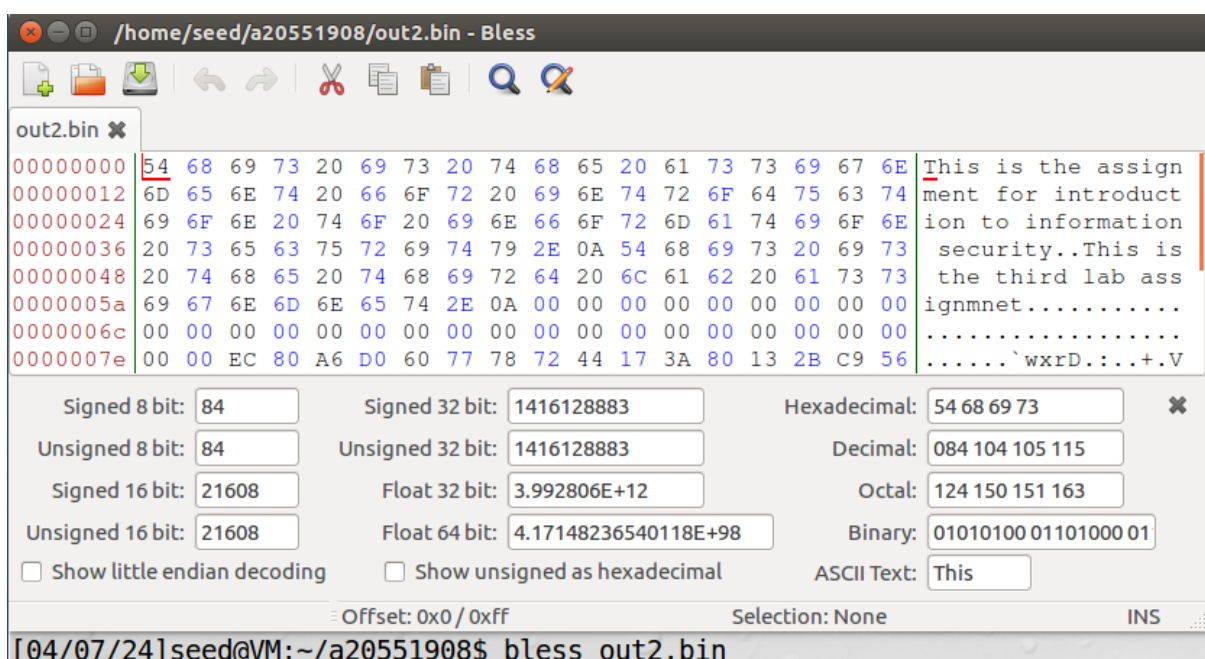 /home/seed/a20551908/out2.bin - Bless
out2.bin
00000000 54 68 69 73 20 69 73 20 74 68 65 20 61 73 73 69 67 6E This is the assign
00000012 6D 65 6E 74 20 66 6F 72 20 69 6E 74 72 6F 64 75 63 74 ment for introduct
00000024 69 6F 6E 20 74 6F 20 69 6E 66 6F 72 6D 61 74 69 6F 6E ion to information
00000036 20 73 65 63 75 72 69 74 79 2E 0A 54 68 69 73 20 69 73  security..This is
00000048 20 74 68 65 20 74 68 69 72 64 20 6C 61 62 20 61 73 73  the third lab ass
0000005a 69 67 6E 6D 6E 65 74 2E 0A 00 00 00 00 00 00 00 00 00 ignmnet...........
0000006c 00 00 00 00 00 00 00 00 00 00 00 00 00 00 00 00 00 00 ..................
0000007e 00 00 EC 80 A6 D0 60 77 78 72 44 17 3A 80 13 2B C9 56 ......`wxrD.:..+.V
Signed 8 bit: 84 Signed 32 bit: 1416128883 Hexadecimal: 54 68 69 73
Unsigned 8 bit: 84 Unsigned 32 bit: 1416128883 Decimal: 084 104 105 115
Signed 16 bit: 21608 Float 32 bit: 3.992806E+12 Octal: 124 150 151 163
Unsigned 16 bit: 21608 Float 64 bit: 4.17148236540118E+98 Binary: 01010100 01101000 01
Show little endian decoding Show unsigned as hexadecimal ASCII Text: This
Offset: 0x0 / 0xff Selection: None INS
[04/07/24]seed@VM:~/a20551908$ bless out2.bin